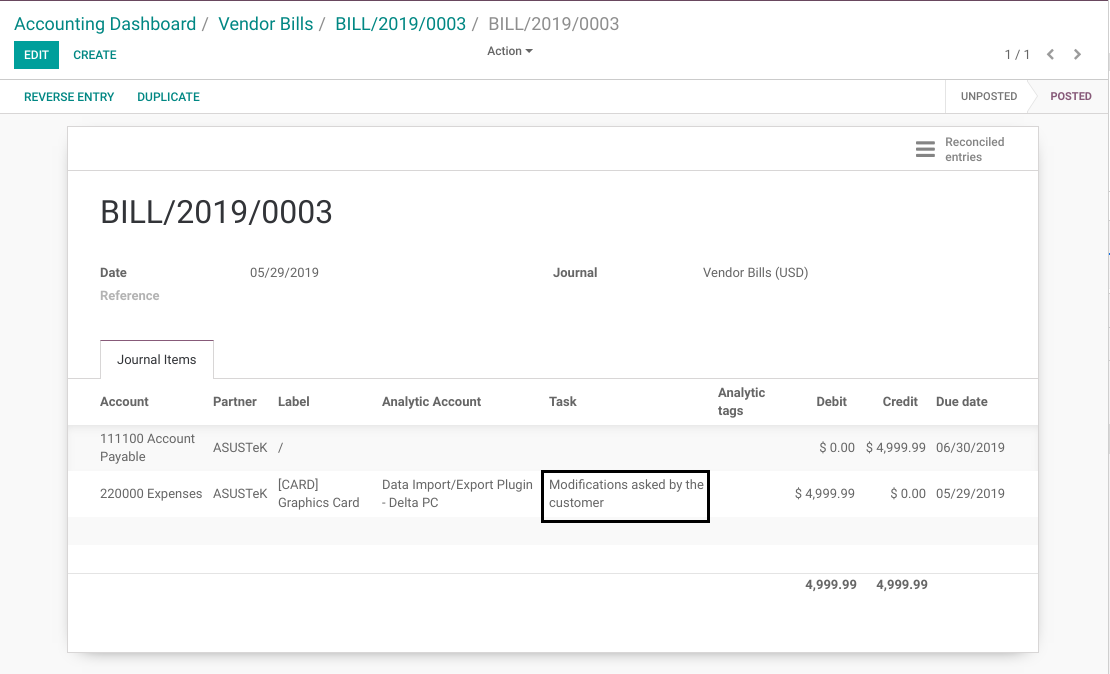 Accounting Dashboard / Vendor Bills / BILL/2019/0003 / BILL/2019/0003
EDIT CREATE Action 1 / 1
REVERSE ENTRY DUPLICATE UNPOSTED POSTED
Reconciled
entries
BILL/2019/0003
Date 05/29/2019 Journal Vendor Bills (USD)
Reference
Journal Items
Account Partner Label Analytic Account Task Analytic tags Debit Credit Due date
111100 Account Payable ASUSTeK / $ 0.00 $ 4,999.99 06/30/2019
220000 Expenses ASUSTeK [CARD] Graphics Card Data Import/Export Plugin - Delta PC Modifications asked by the customer $ 4,999.99 $ 0.00 05/29/2019
4,999.99 4,999.99